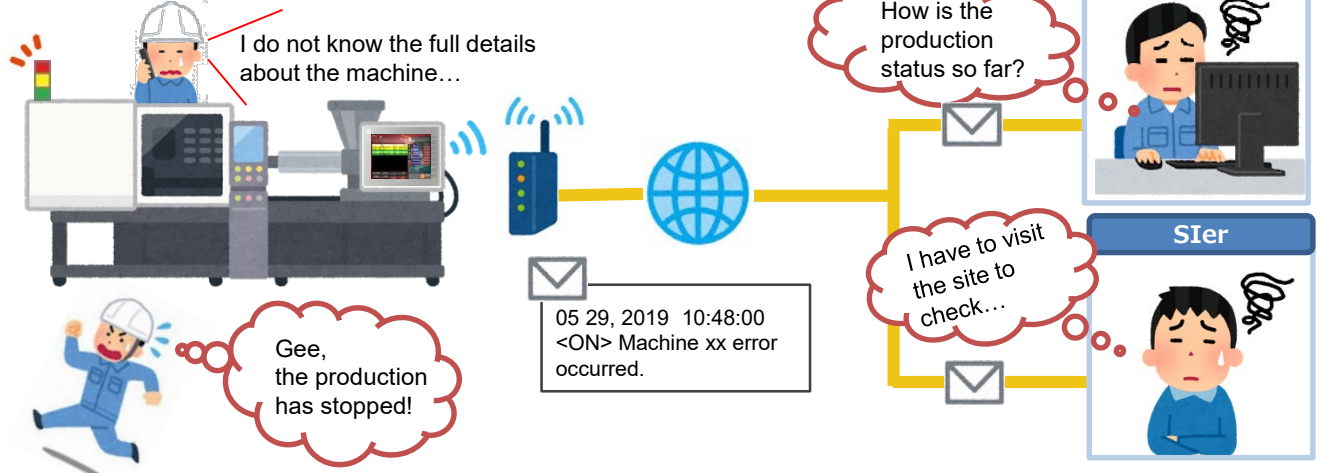 I do not know the full details
about the machine…
How is the
production
status so far?
SIer
I have to visit
the site to
check…
05 29, 2019  10:48:00
<ON> Machine xx error
occurred.
Gee,
the production
has stopped!